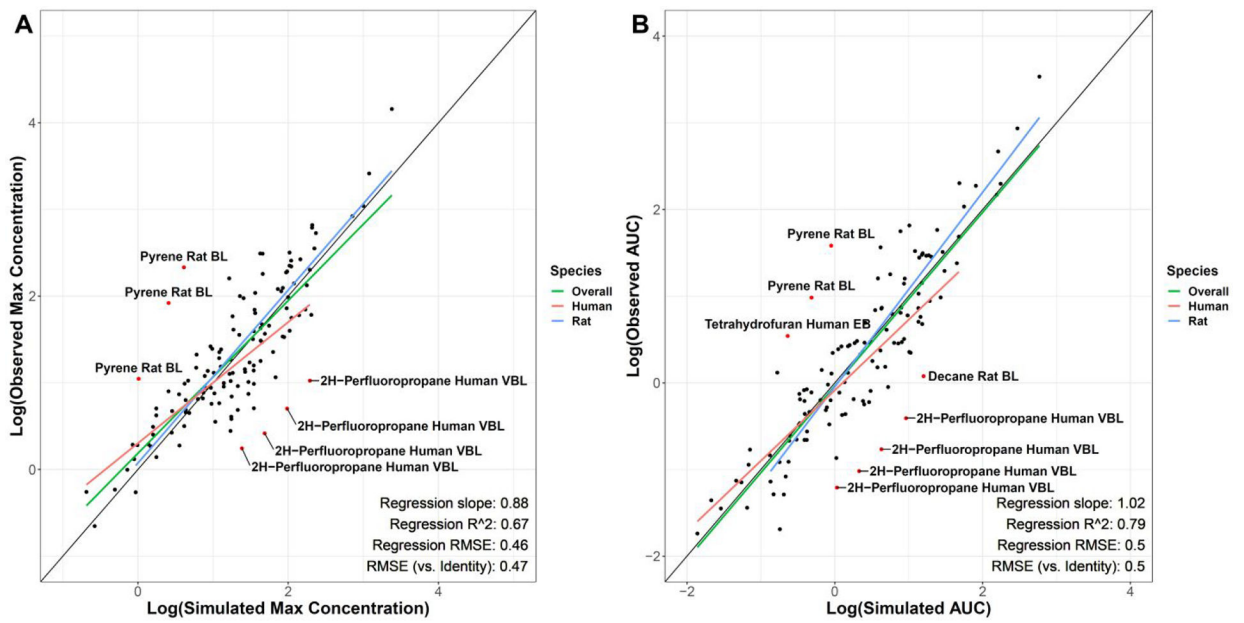 A
Log(Observed Max Concentration)
4
2
0
Pyrene Rat BL
Pyrene Rat BL
Pyrene Rat BL
2H−Perfluoropropane Human VBL
2H−Perfluoropropane Human VBL
2H−Perfluoropropane Human VBL
2H−Perfluoropropane Human VBL
Regression slope: 0.88
Regression R^2: 0.67
Regression RMSE: 0.46
RMSE (vs. Identity): 0.47
0
2
4
Log(Simulated Max Concentration)
Species
Overall
Human
Rat
B
Log(Observed AUC)
4
2
0
−2
Pyrene Rat BL
Pyrene Rat BL
Tetrahydrofuran Human EB
Decane Rat BL
2H−Perfluoropropane Human VBL
2H−Perfluoropropane Human VBL
2H−Perfluoropropane Human VBL
2H−Perfluoropropane Human VBL
Regression slope: 1.02
Regression R^2: 0.79
Regression RMSE: 0.5
RMSE (vs. Identity): 0.5
−2
0
2
4
Log(Simulated AUC)
Species
Overall
Human
Rat